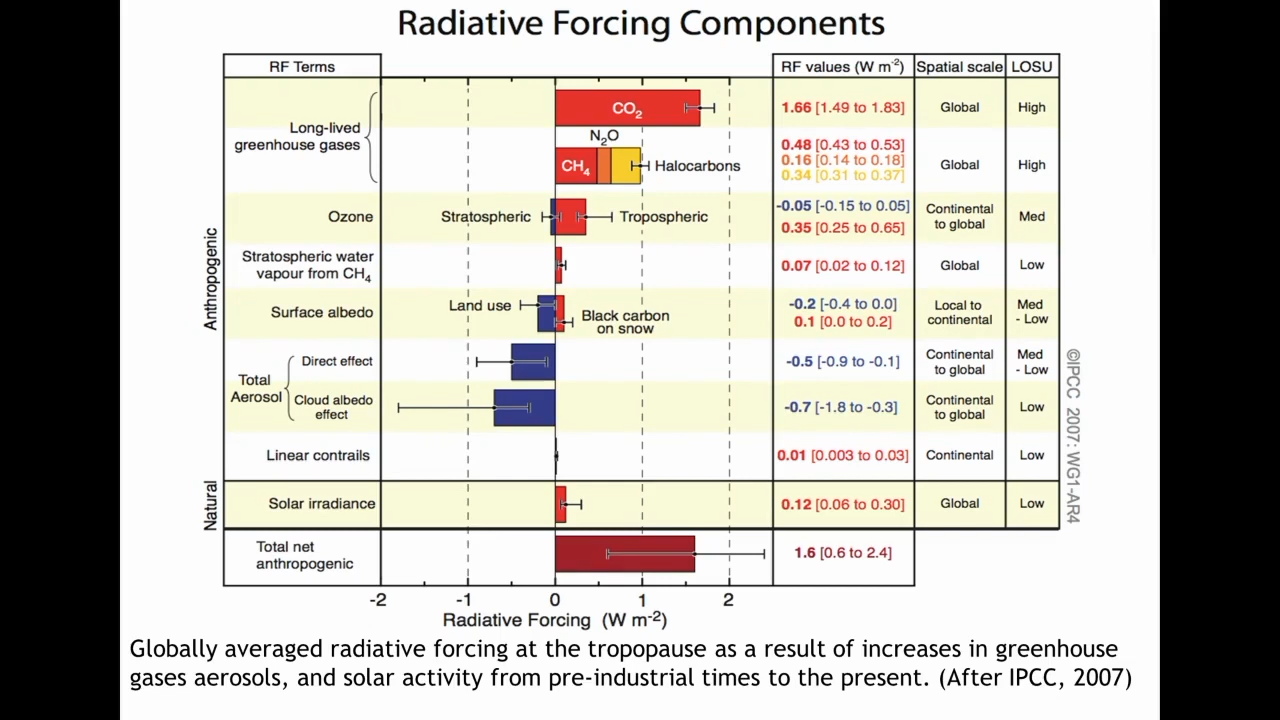 Radiative Forcing Components
RF Terms
RF values (W m-2)
Spatial scale
LOSU
Anthropogenic
Long-lived
greenhouse gases
CO2
1.66 [1.49 to 1.83]
Global
High
N2O
CH4
Halocarbons
0.48 [0.43 to 0.53]
0.16 [0.14 to 0.18]
0.34 [0.31 to 0.37]
Global
High
Ozone
Stratospheric
Tropospheric
-0.05 [-0.15 to 0.05]
0.35 [0.25 to 0.65]
Continental
to global
Med
Stratospheric water
vapour from CH4
0.07 [0.02 to 0.12]
Global
Low
Surface albedo
Land use
Black carbon
on snow
-0.2 [-0.4 to 0.0]
0.1 [0.0 to 0.2]
Local to
continental
Med
- Low
Total
Aerosol
Direct effect
-0.5 [-0.9 to -0.1]
Continental
to global
Med
- Low
Cloud albedo
effect
-0.7 [-1.8 to -0.3]
Continental
to global
Low
Linear contrails
0.01 [0.003 to 0.03]
Continental
Low
Natural
Solar irradiance
0.12 [0.06 to 0.30]
Global
Low
Total net
anthropogenic
1.6 [0.6 to 2.4]
©IPCC 2007: WG1-AR4
-2 -1 0 1 2
Radiative Forcing (W m-2)
Globally averaged radiative forcing at the tropopause as a result of increases in greenhouse
gases aerosols, and solar activity from pre-industrial times to the present. (After IPCC, 2007)